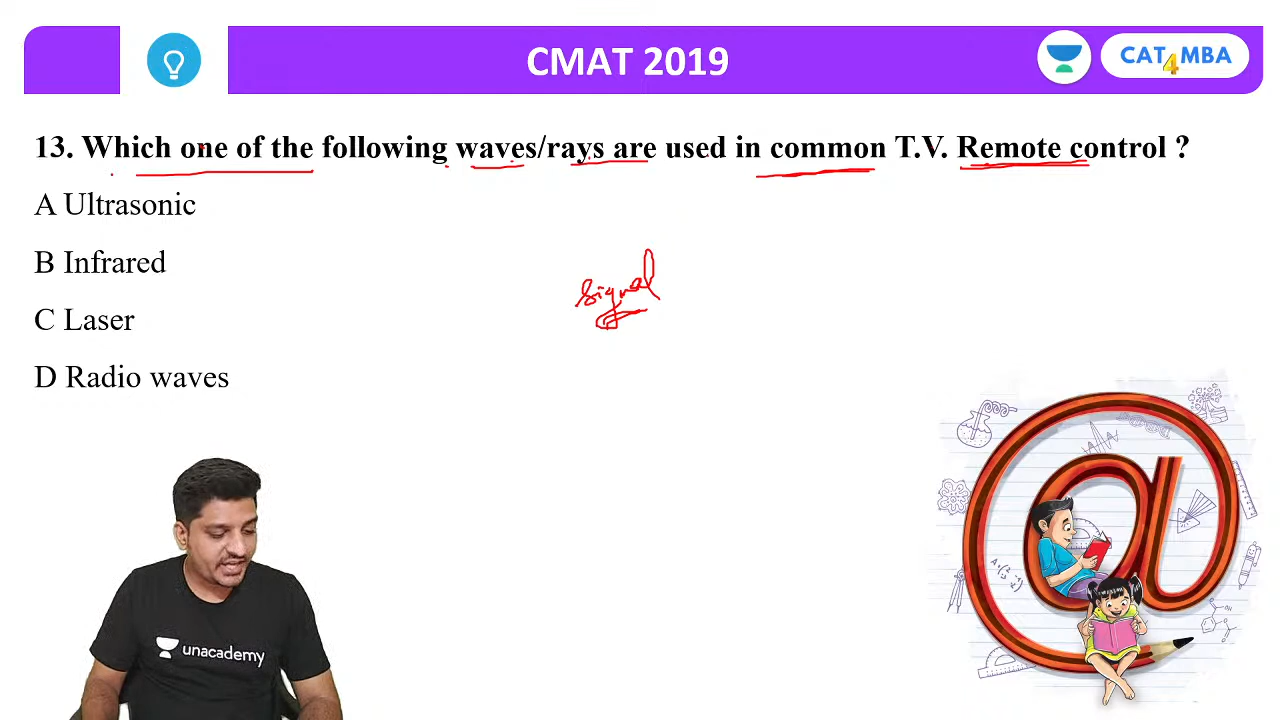 CMAT 2019
CAT4MBA
13. Which one of the following waves/rays are used in common T.V. Remote control ?
A Ultrasonic
B Infrared
signal
C Laser
D Radio waves
unacademy